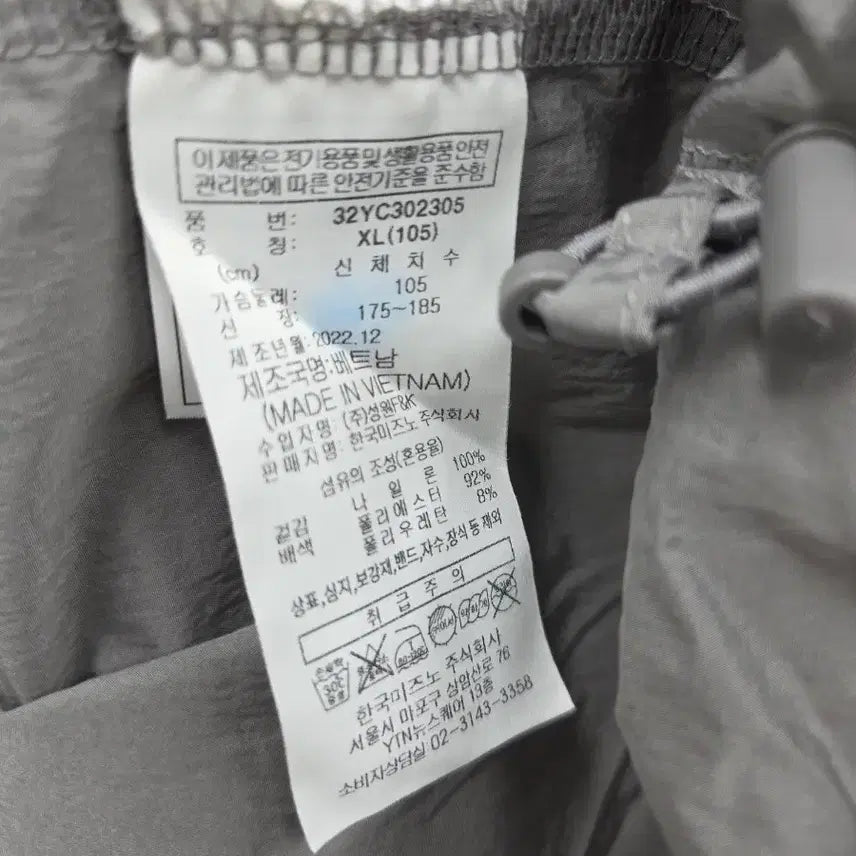 이 제품은 전기용품 및 생활용품 안전
관리법에 따른 안전기준을 준수함
품 번: 32YC302305
호 칭: XL(105)
(cm) 신 체 치 수
가슴둘레: 105
신 장: 175~185
제 조년 월: 2022.12
제조국명:베트남
(MADE IN VIETNAM)
수 입 자 명: (주)성원F&K
판 매 자 명: 한국미즈노 주식회사
섬유의 조성(혼용율)
겉감 나 일 론 100%
배색 폴 리 에 스 터 92%
폴 리 우 레 탄 8%
상표,심지,보강재,밴드,자수,장식 등 제외
취 급 주 의
손세탁
30℃
중성
한국미즈노 주식회사
서울시 마포구 상암산로 76
YTN뉴스퀘어 13층
소비자상담실: 02-3143-3358